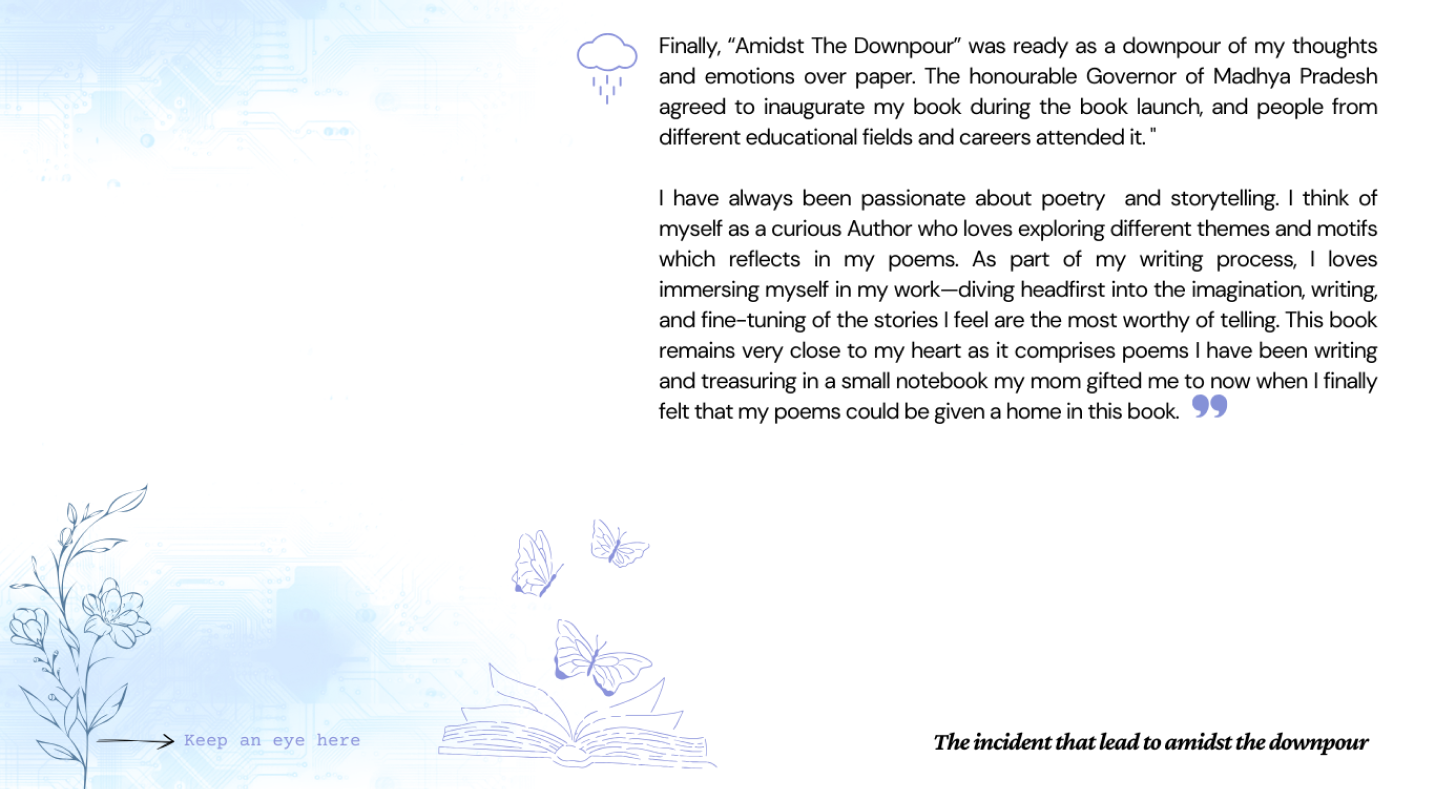 Finally, “Amidst The Downpour” was ready as a downpour of my thoughts
and emotions over paper. The honourable Governor of Madhya Pradesh
agreed to inaugurate my book during the book launch, and people from
different educational fields and careers attended it. "
I have always been passionate about poetry and storytelling. I think of
myself as a curious Author who loves exploring different themes and motifs
which reflects in my poems. As part of my writing process, I loves
immersing myself in my work—diving headfirst into the imagination, writing,
and fine-tuning of the stories I feel are the most worthy of telling. This book
remains very close to my heart as it comprises poems I have been writing
and treasuring in a small notebook my mom gifted me to now when I finally
felt that my poems could be given a home in this book. ”
Keep an eye here
The incident that lead to amidst the downpour